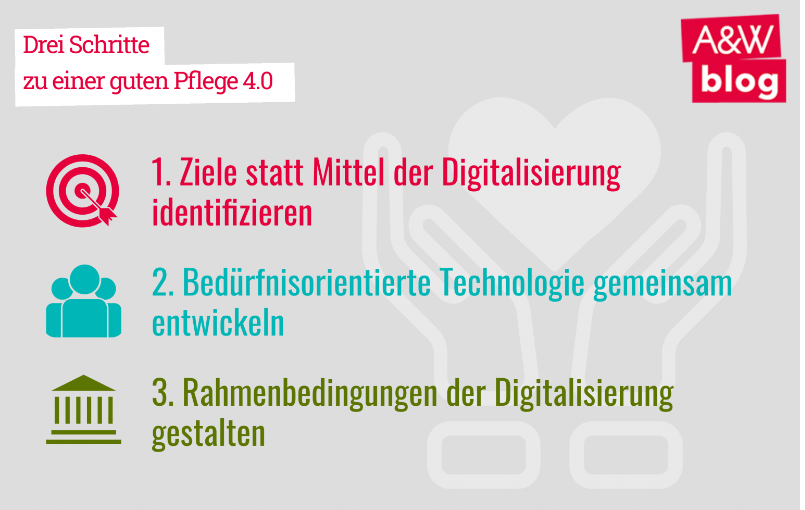 Drei Schritte
zu einer guten Pflege 4.0
A&W
blog
1. Ziele statt Mittel der Digitalisierung
identifizieren
2. Bedürfnisorientierte Technologie gemeinsam
entwickeln
3. Rahmenbedingungen der Digitalisierung
gestalten